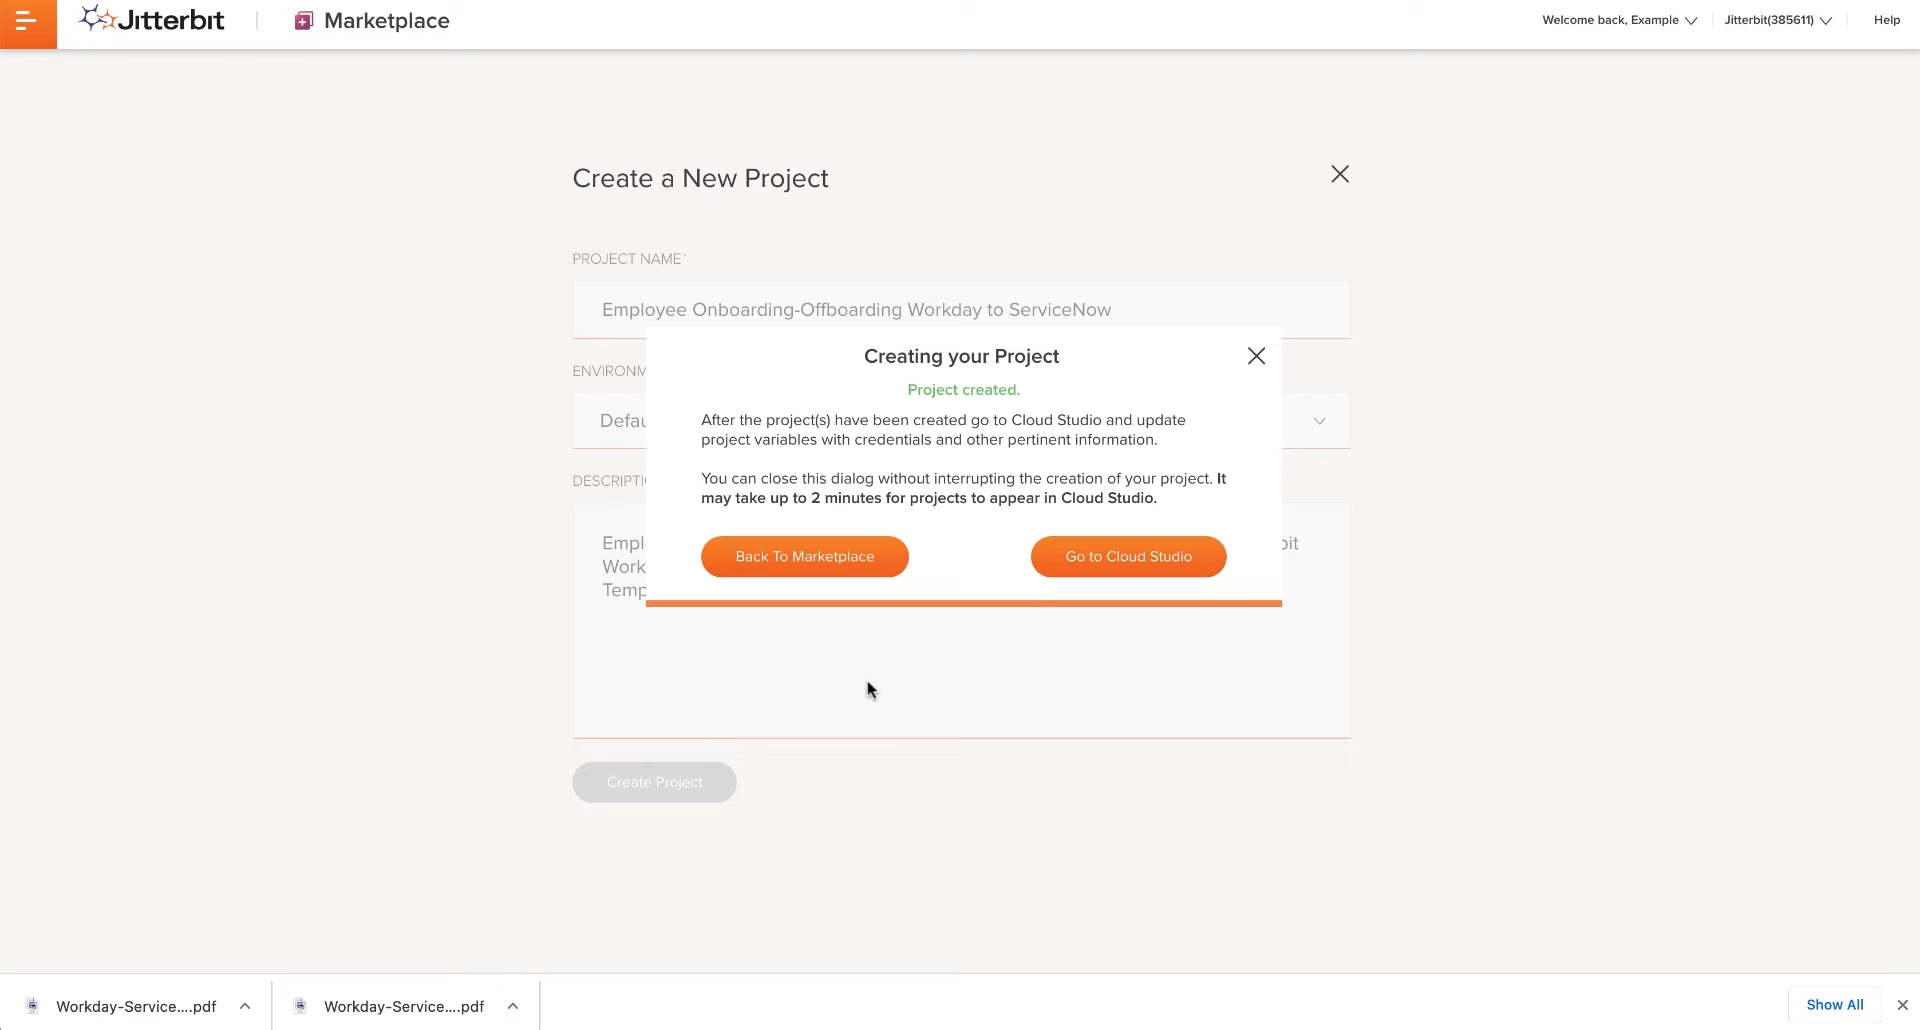 Jitterbit
Marketplace
Welcome back, Example
Jitterbit(385611)
Help
Create a New Project
PROJECT NAME*
Employee Onboarding-Offboarding Workday to ServiceNow
Creating your Project
Project created.
After the project(s) have been created go to Cloud Studio and update
project variables with credentials and other pertinent information.
You can close this dialog without interrupting the creation of your project. It
may take up to 2 minutes for projects to appear in Cloud Studio.
Back To Marketplace
Go to Cloud Studio
ENVIRONM
Defau
DESCRIPTI
Empl
bit
Work
Temp
Create Project
Workday-Service....pdf
Workday-Service....pdf
Show All